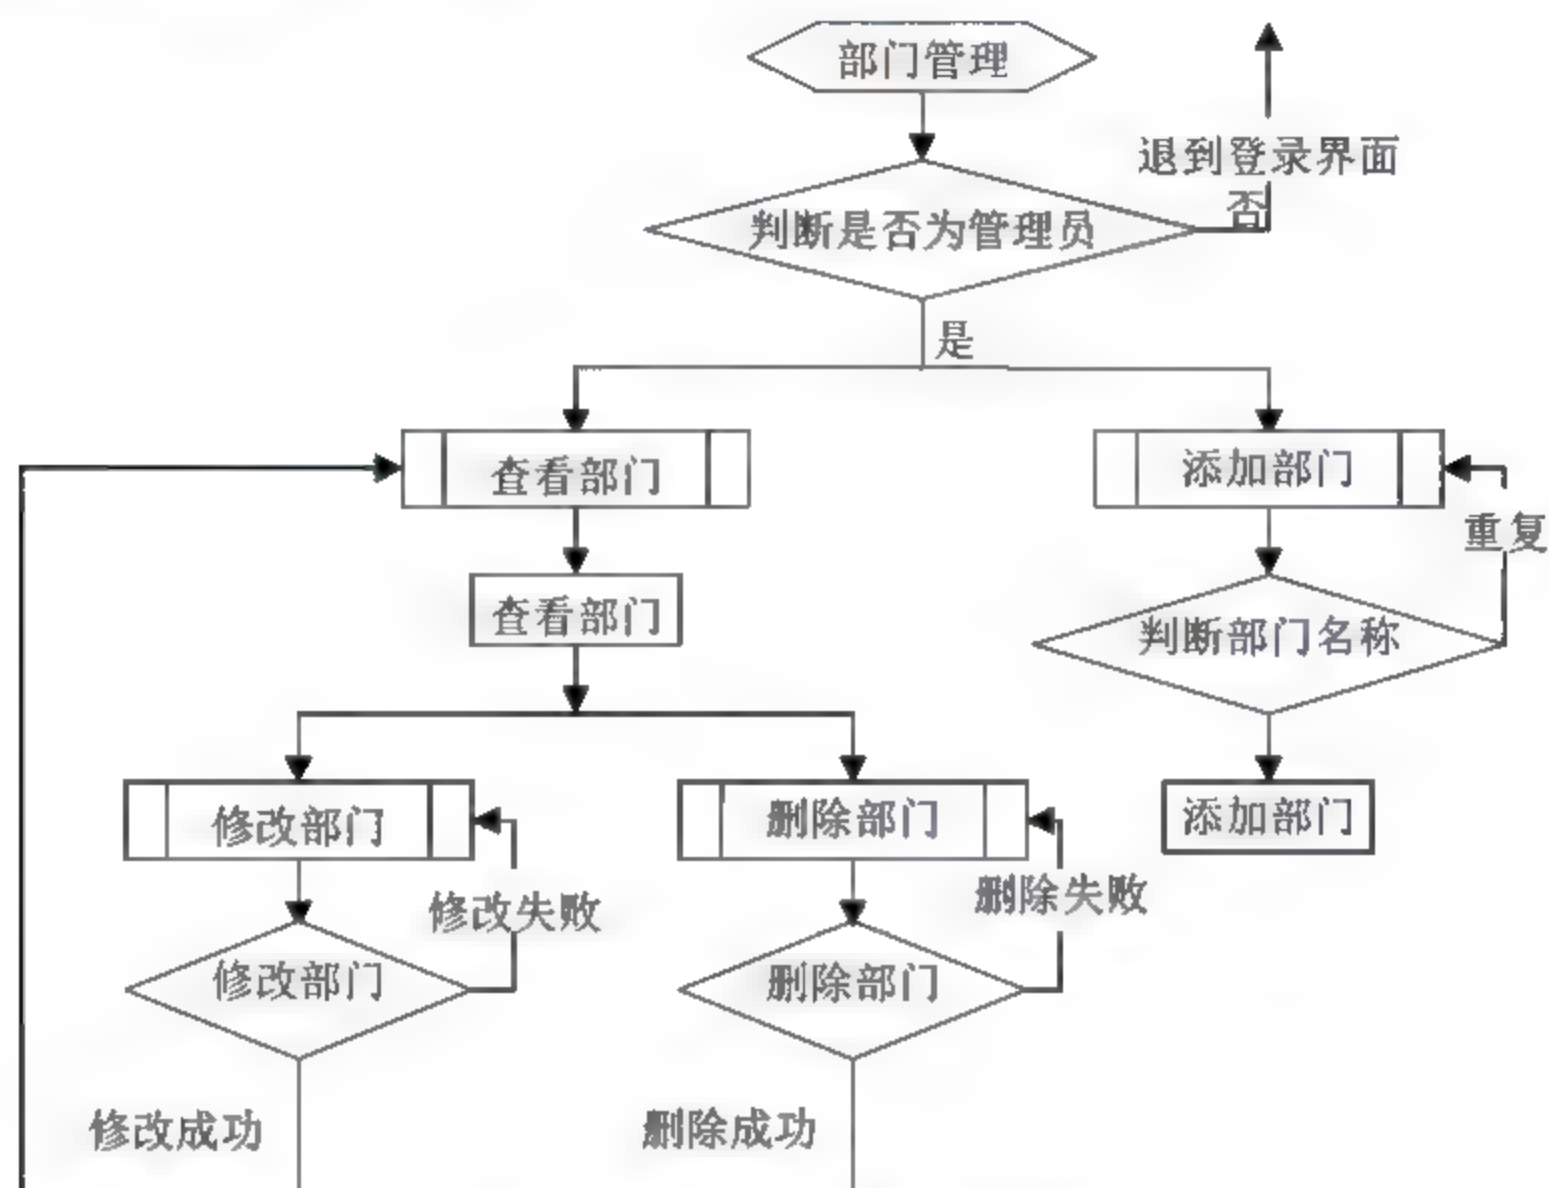 部门管理
退到登录界面
否
判断是否为管理员
是
查看部门
添加部门
重复
查看部门
判断部门名称
修改部门
删除部门
添加部门
修改失败
删除失败
修改部门
删除部门
修改成功
删除成功